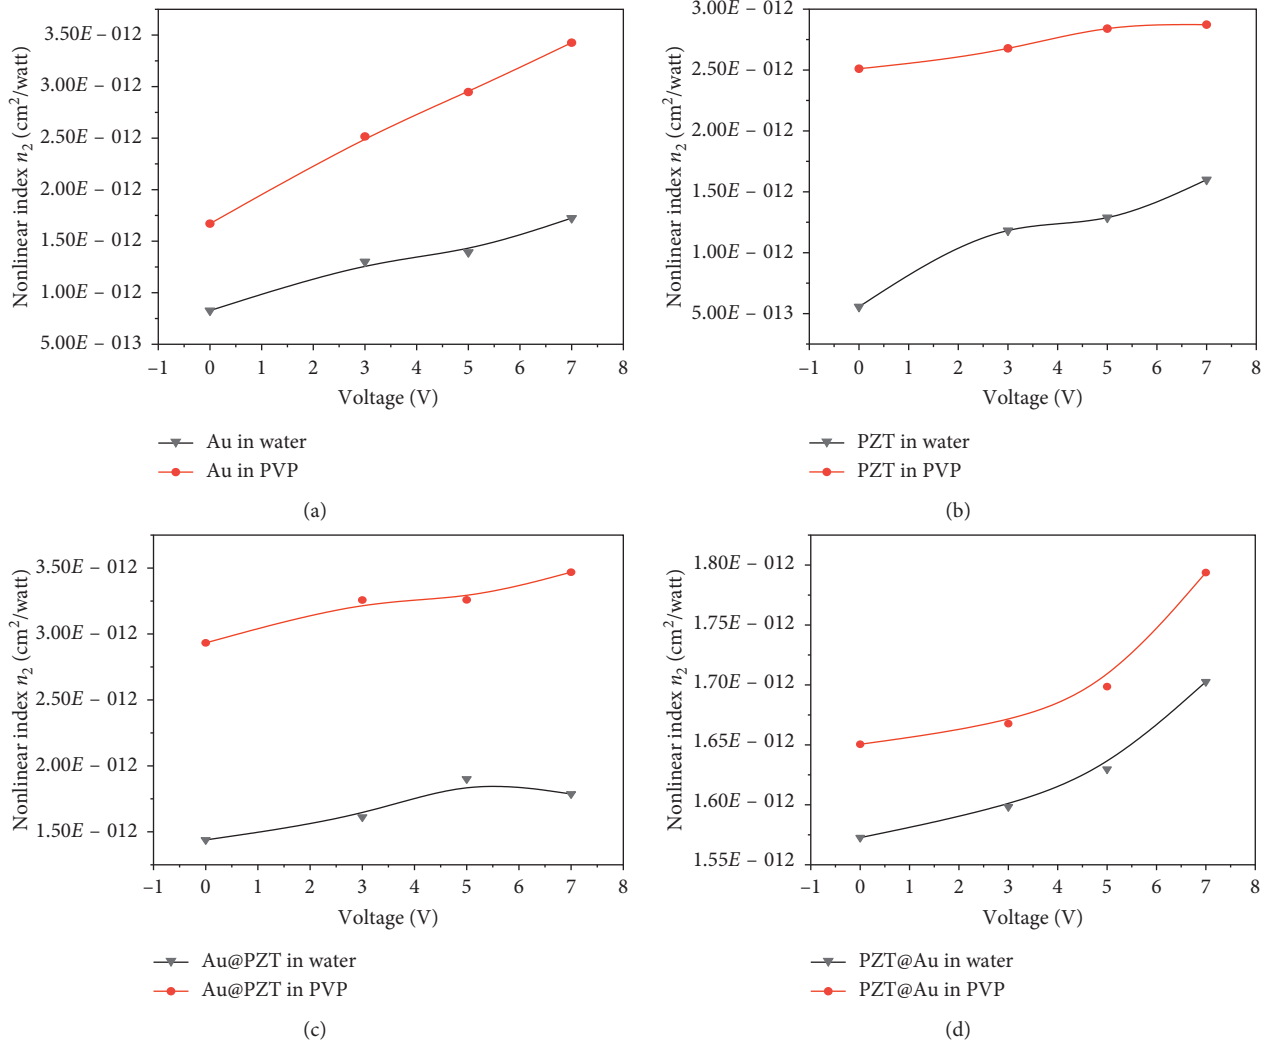 Nonlinear index n₂ (cm²/watt)
3.50E – 012
3.00E – 012
2.50E – 012
2.00E – 012
1.50E – 012
1.00E – 012
5.00E – 013
–1 0 1 2 3 4 5 6 7 8
Voltage (V)
Au in water
Au in PVP
(a)
Nonlinear index n₂ (cm²/watt)
3.00E – 012
2.50E – 012
2.00E – 012
1.50E – 012
1.00E – 012
5.00E – 013
–1 0 1 2 3 4 5 6 7 8
Voltage (V)
PZT in water
PZT in PVP
(b)
Nonlinear index n₂ (cm²/watt)
3.50E – 012
3.00E – 012
2.50E – 012
2.00E – 012
1.50E – 012
–1 0 1 2 3 4 5 6 7 8
Voltage (V)
Au@PZT in water
Au@PZT in PVP
(c)
Nonlinear index n₂ (cm²/watt)
1.80E – 012
1.75E – 012
1.70E – 012
1.65E – 012
1.60E – 012
1.55E – 012
–1 0 1 2 3 4 5 6 7 8
Voltage (V)
PZT@Au in water
PZT@Au in PVP
(d)